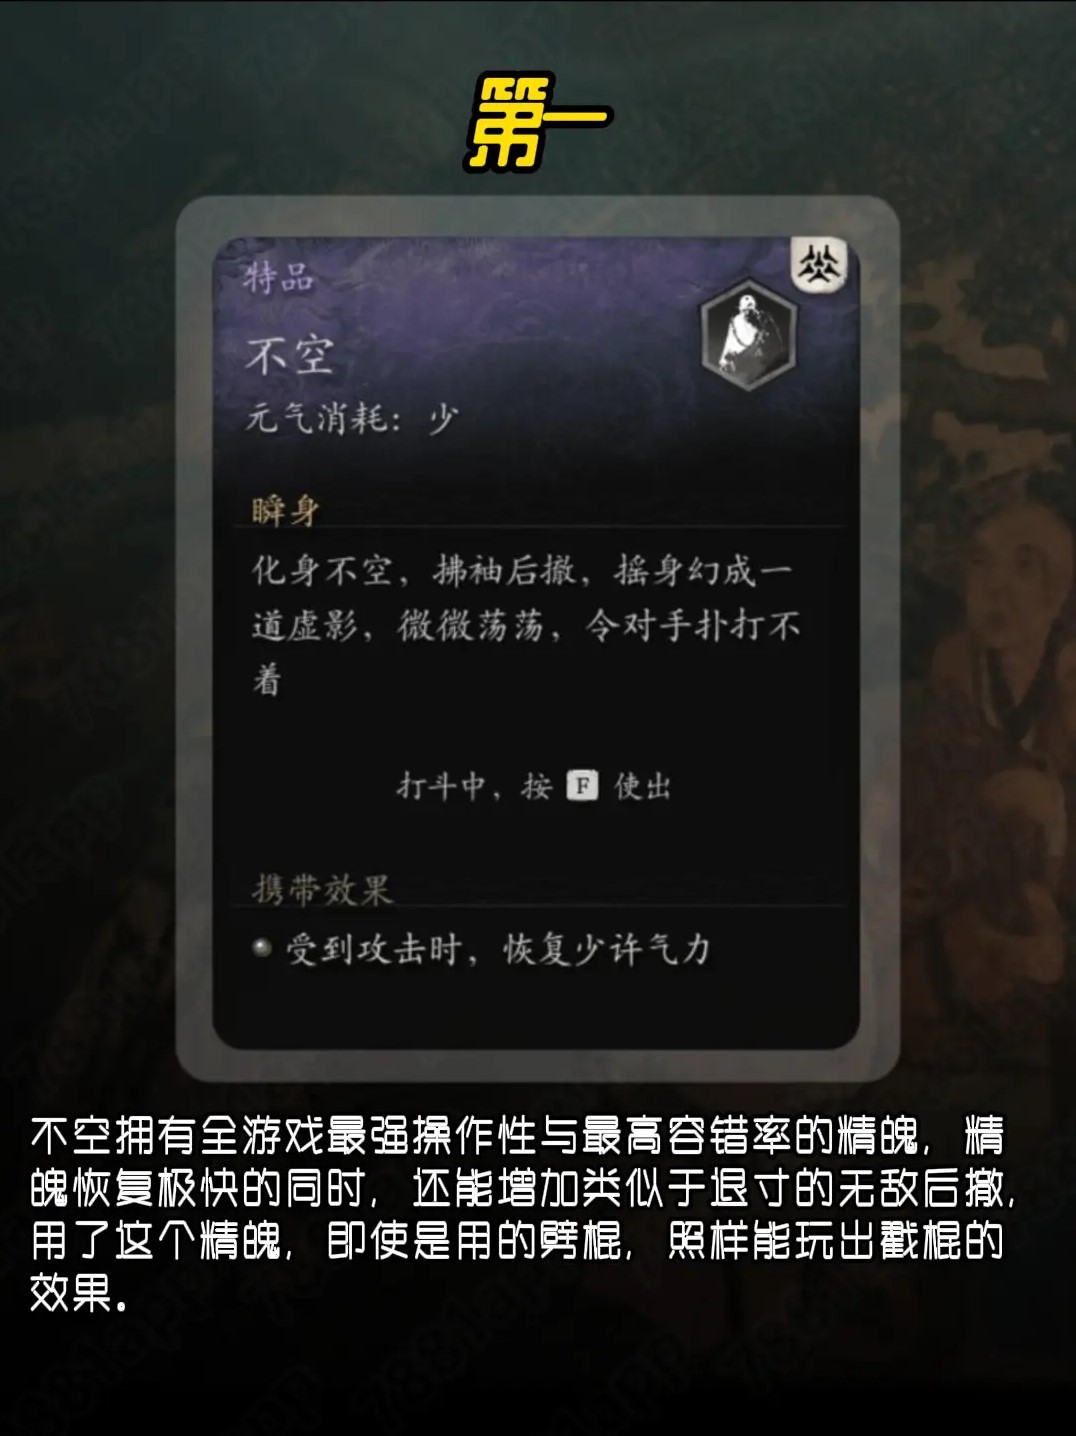 第一
特品
不空
元气消耗：少
瞬身
化身不空，拂袖后撤，摇身幻成一
道虚影，微微荡荡，令对手扑打不
着
打斗中，按 F 使出
携带效果
受到攻击时，恢复少许气力
不空拥有全游戏最强操作性与最高容错率的精魄，精
魄恢复极快的同时，还能增加类似于退寸的无敌后撤，
用了这个精魄，即使是用的劈棍，照样能玩出戳棍的
效果。